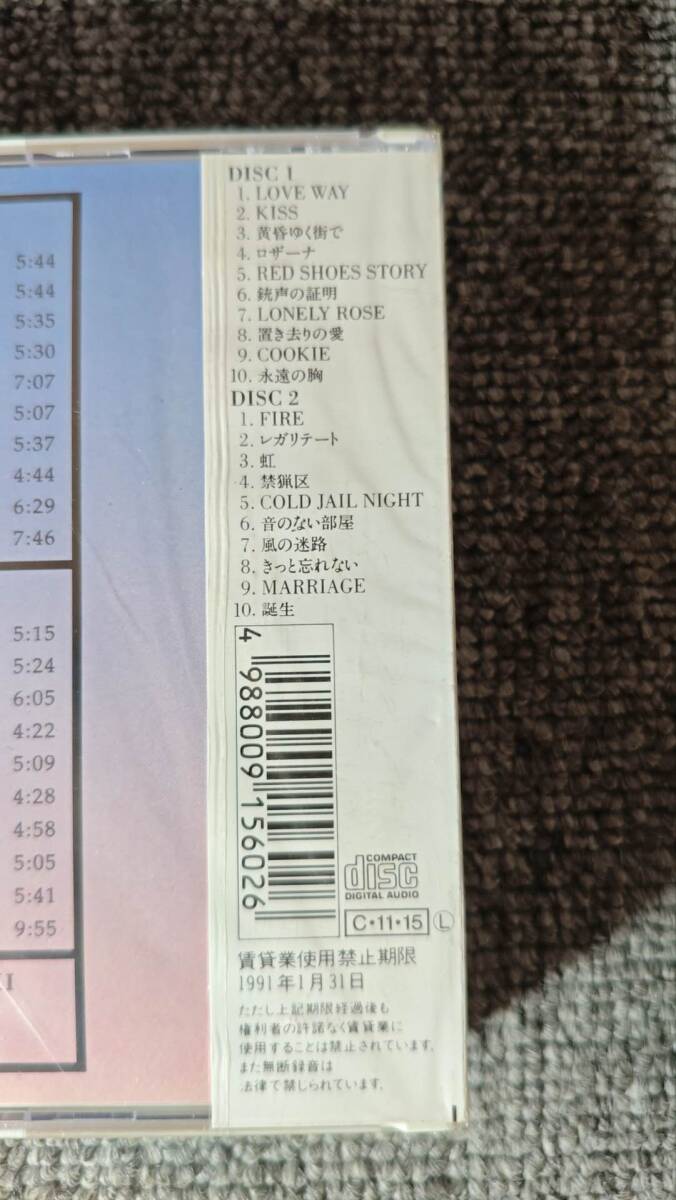 5:44
5:44
5:35
5:30
7:07
5:07
5:37
4:44
6:29
7:46
5:15
5:24
6:05
4:22
5:09
4:28
4:58
5:05
5:41
9:55
DISC 1
1. LOVE WAY
2. KISS
3. 黄昏ゆく街で
4. ロザーナ
5. RED SHOES STORY
6. 銃声の証明
7. LONELY ROSE
8. 置き去りの愛
9. COOKIE
10. 永遠の胸
DISC 2
1. FIRE
2. レガリテート
3. 虹
4. 禁猟区
5. COLD JAIL NIGHT
6. 音のない部屋
7. 風の迷路
8. きっと忘れない
9. MARRIAGE
10. 誕生
4 988009 156026
COMPACT
disc
DIGITAL AUDIO
C・11・15 L
賃貸業使用禁止期限
1991年1月31日
ただし上記期限経過後も
権利者の許諾なく賃貸業に
使用することは禁止されています。
また無断録音は
法律で禁じられています。